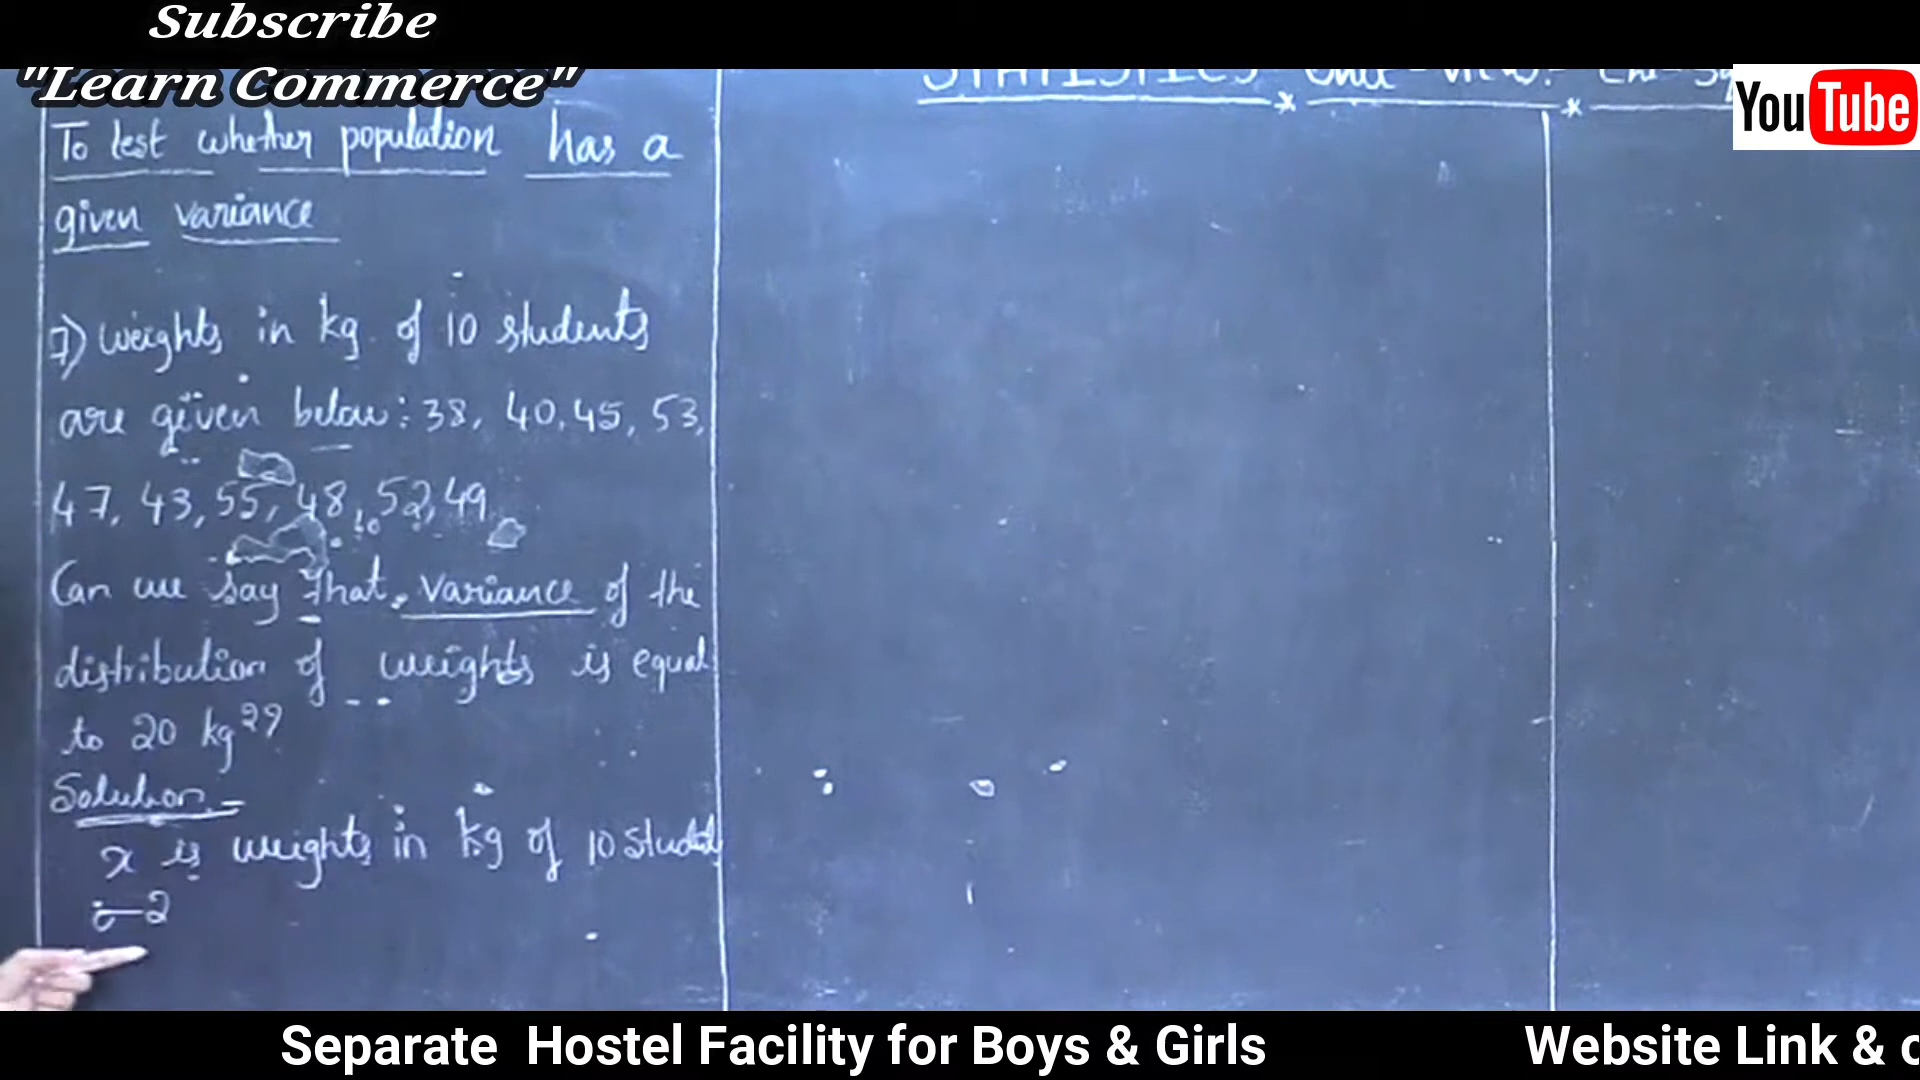 Subscribe
"Learn Commerce"
STATISTICS Unit - VIII:
YouTube
To test whether population has a
given variance
7) Weights in kg. of 10 students
are given below: 38, 40, 45, 53,
47, 43, 55, 48, 52, 49.
Can we say that variance of the
distribution of weights is equal
to 20 kg²?
Solution -
x is weights in kg of 10 students
σ²
Separate Hostel Facility for Boys & Girls
Website Link &